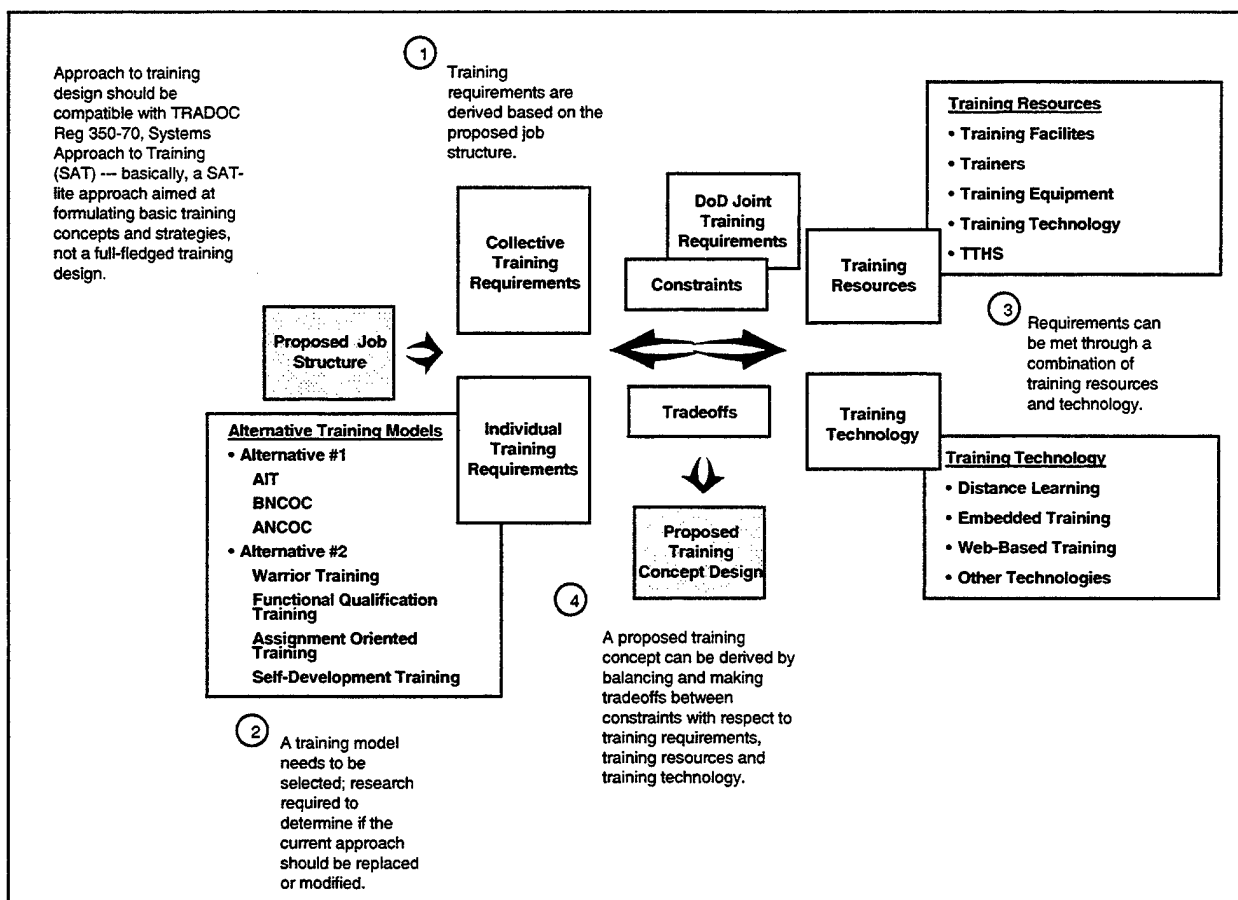 Approach to training
design should be
compatible with TRADOC
Reg 350-70, Systems
Approach to Training
(SAT) --- basically, a SAT-
lite approach aimed at
formulating basic training
concepts and strategies,
not a full-fledged training
design.
1
Training
requirements are
derived based on the
proposed job
structure.
Collective
Training
Requirements
DoD Joint
Training
Requirements
Constraints
Training
Resources
Training Resources
• Training Facilites
• Trainers
• Training Equipment
• Training Technology
• TTHS
3
Requirements can
be met through a
combination of
training resources
and technology.
Proposed Job
Structure
Individual
Training
Requirements
Tradeoffs
Training
Technology
Alternative Training Models
• Alternative #1
AIT
BNCOC
ANCOC
• Alternative #2
Warrior Training
Functional Qualification
Training
Assignment Oriented
Training
Self-Development Training
Training Technology
• Distance Learning
• Embedded Training
• Web-Based Training
• Other Technologies
Proposed
Training
Concept Design
4
A proposed training
concept can be derived by
balancing and making
tradeoffs between
constraints with respect to
training requirements,
training resources and
training technology.
2
A training model
needs to be
selected; research
required to
determine if the
current approach
should be replaced
or modified.